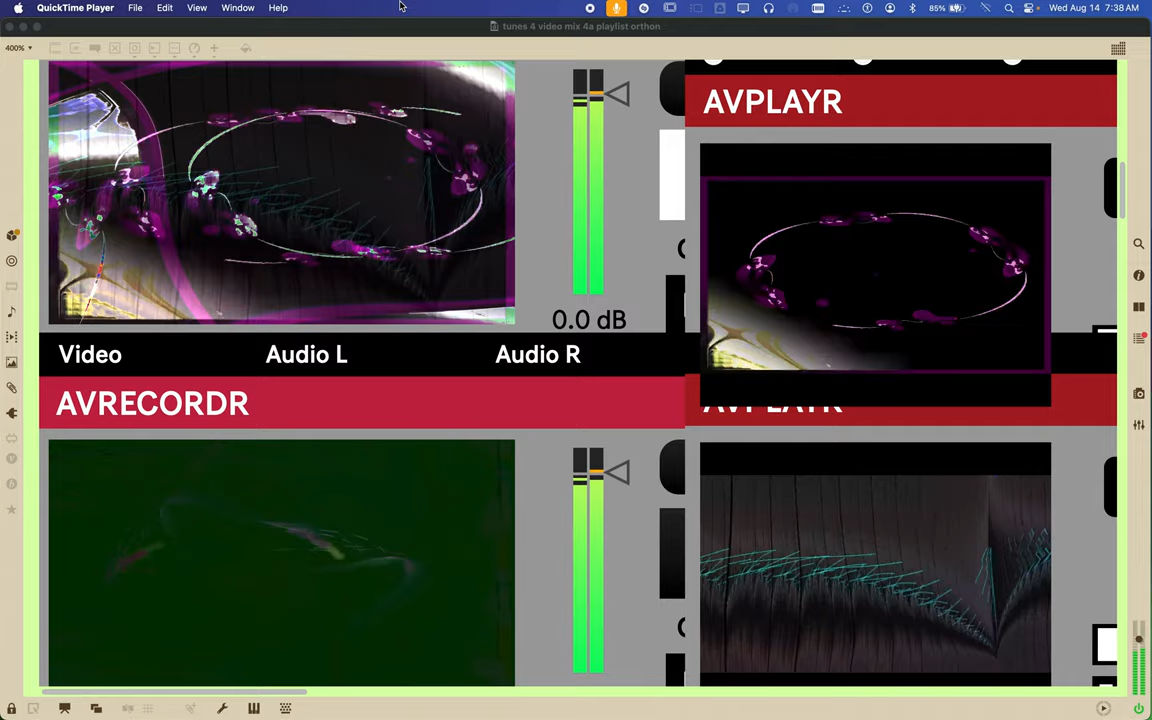 QuickTime Player File Edit View Window Help 85% Wed Aug 14 7:38 AM
tunes 4 video mix 4a playlist orthon
400%
AVPLAYR
0.0 dB
Video Audio L Audio R
AVRECORDR
AVPLAYR